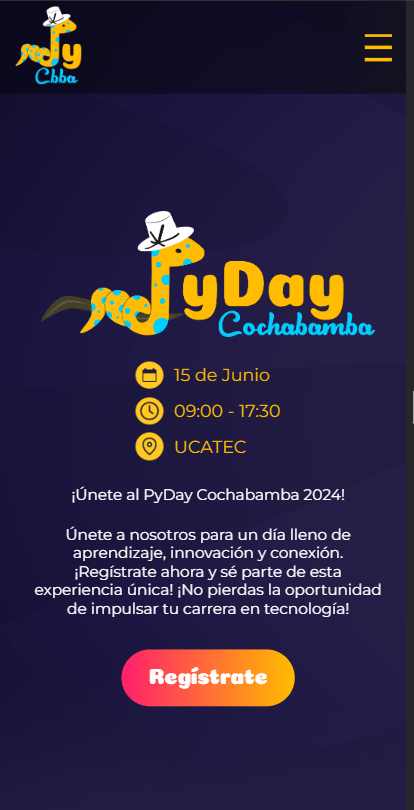 Py
Cbba
PyDay
Cochabamba
15 de Junio
09:00 - 17:30
UCATEC
¡Únete al PyDay Cochabamba 2024!
Únete a nosotros para un día lleno de
aprendizaje, innovación y conexión.
¡Regístrate ahora y sé parte de esta
experiencia única! ¡No pierdas la oportunidad
de impulsar tu carrera en tecnología!
Regístrate